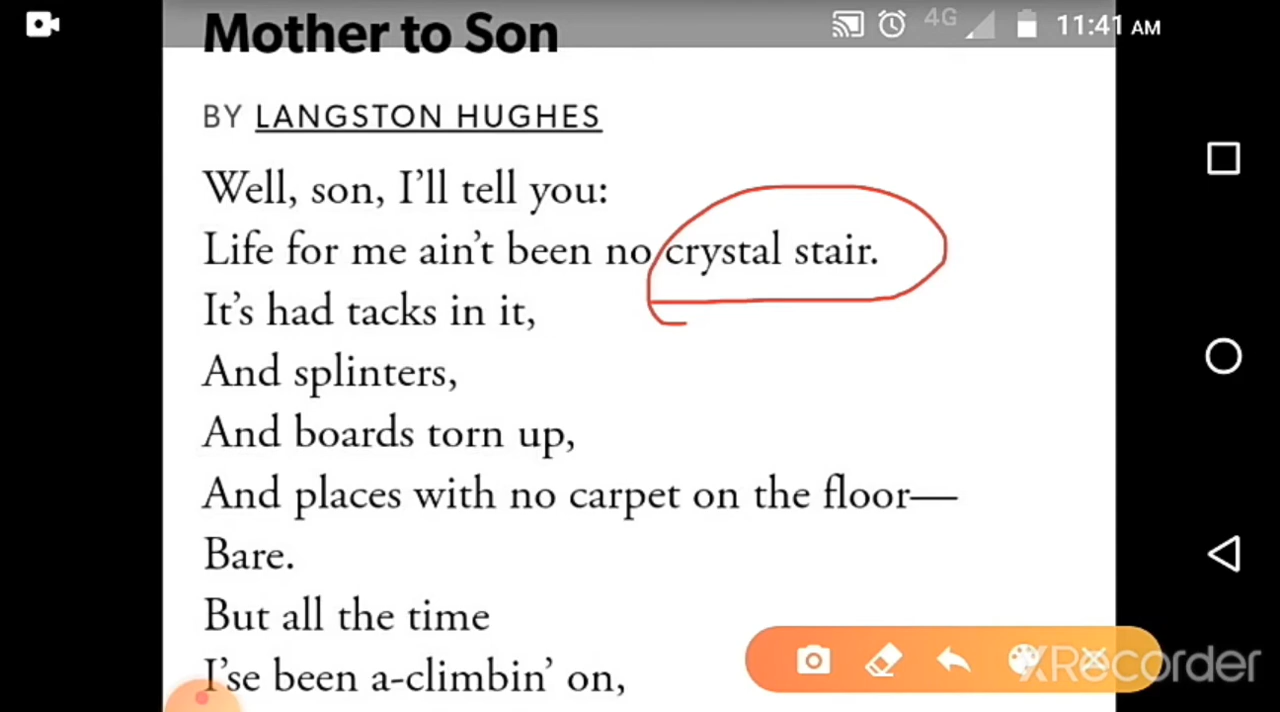 Mother to Son
4G
11:41 AM
BY LANGSTON HUGHES
Well, son, I’ll tell you:
Life for me ain’t been no crystal stair.
It’s had tacks in it,
And splinters,
And boards torn up,
And places with no carpet on the floor—
Bare.
But all the time
I’se been a-climbin’ on,
XRecorder